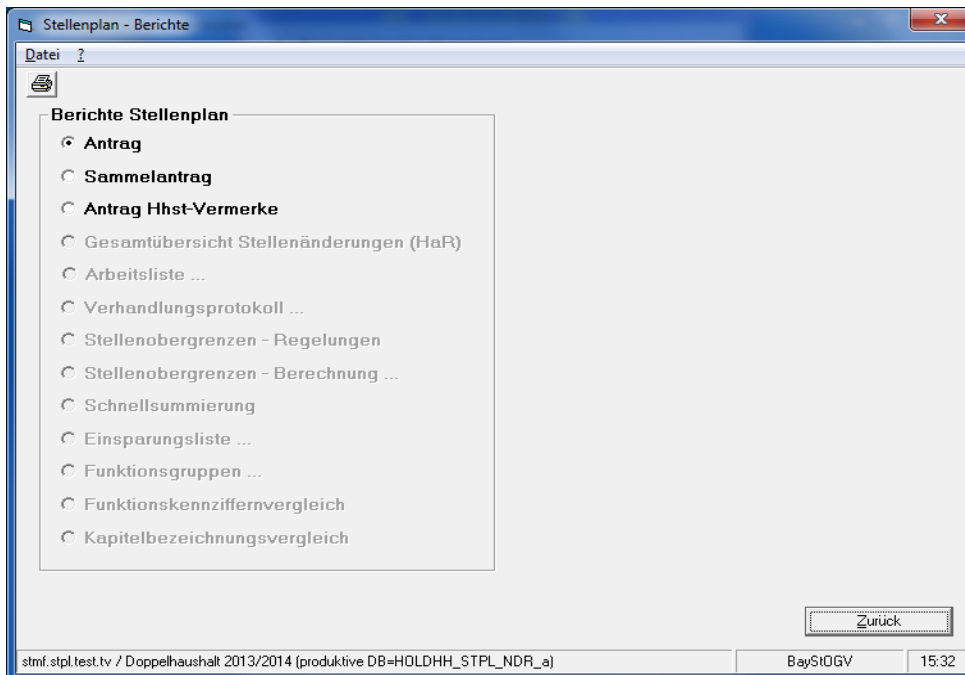 Stellenplan - Berichte
Datei ?
Berichte Stellenplan
Antrag
Sammelantrag
Antrag Hhst-Vermerke
Gesamtübersicht Stellenänderungen (HaR)
Arbeitsliste ...
Verhandlungsprotokoll ...
Stellenobergrenzen - Regelungen
Stellenobergrenzen - Berechnung ...
Schnellsummierung
Einsparungsliste ...
Funktionsgruppen ...
Funktionskennziffernvergleich
Kapitelbezeichnungsvergleich
Zurück
stmf.stpl.test.tv / Doppelhaushalt 2013/2014 (produktive DB=HOLDHH_STPL_NDR_a) BayStOGV 15:32